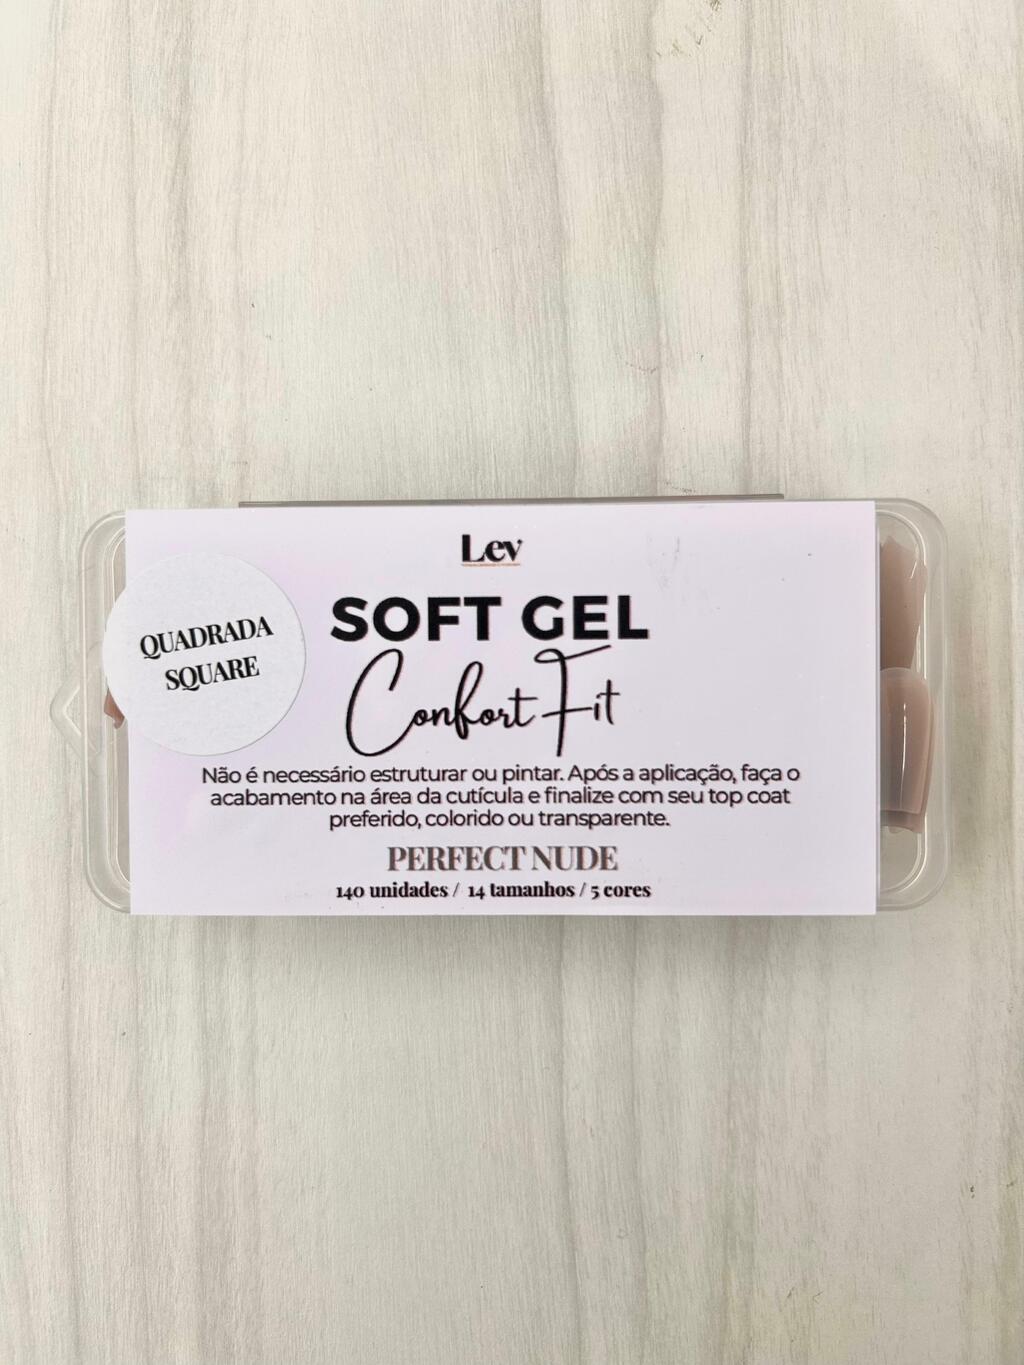 Lev
SOFT GEL
Confort Fit
QUADRADA
SQUARE
Não é necessário estruturar ou pintar. Após a aplicação, faça o
acabamento na área da cutícula e finalize com seu top coat
preferido, colorido ou transparente.
PERFECT NUDE
140 unidades / 14 tamanhos / 5 cores